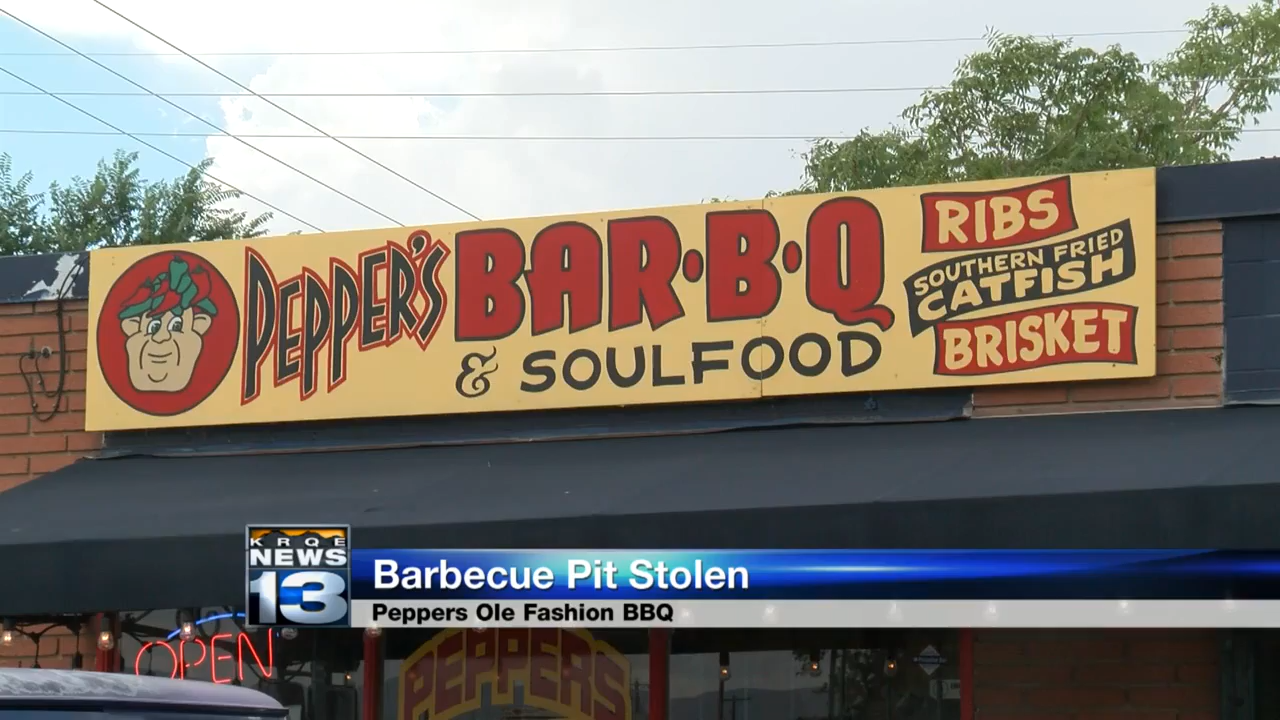 PEPPER'S BAR·B·Q
& SOULFOOD
RIBS
SOUTHERN FRIED
CATFISH
BRISKET
KRQE
NEWS
13
Barbecue Pit Stolen
Peppers Ole Fashion BBQ
OPEN
PEPPERS